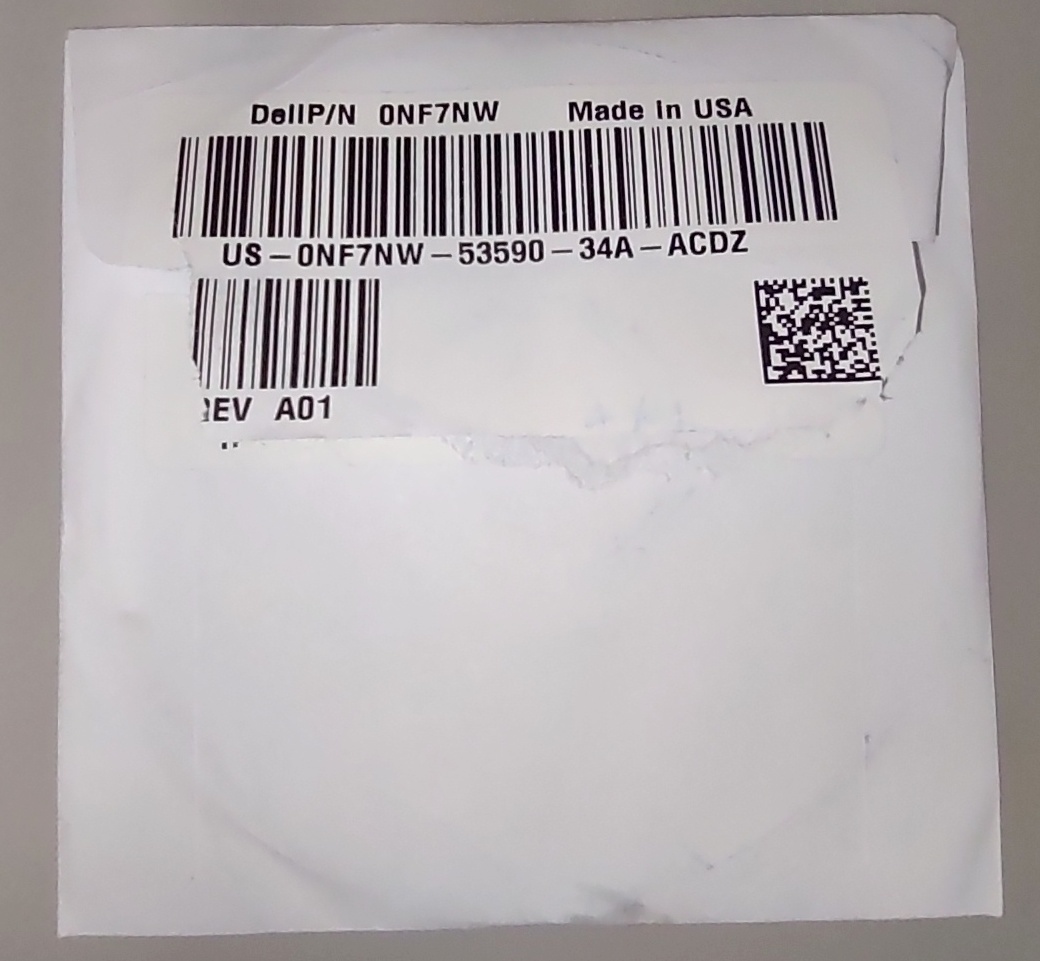 DellP/N 0NF7NW Made in USA
US-0NF7NW-53590-34A-ACDZ
REV A01